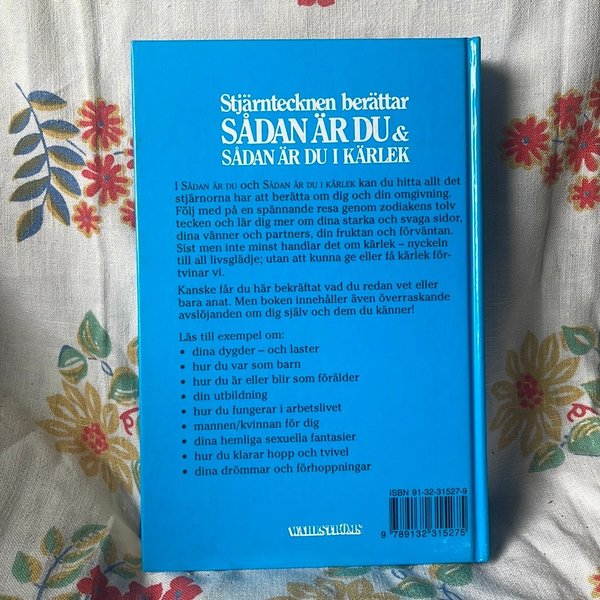 Stjärntecknen berättar
SÅDAN ÄR DU &
SÅDAN ÄR DU I KÄRLEK
I SÅDAN ÄR DU och SÅDAN ÄR DU I KÄRLEK kan du hitta allt det
stjärnorna har att berätta om dig och din omgivning.
Följ med på en spännande resa genom zodiakens tolv
tecken och lär dig mer om dina starka och svaga sidor,
dina vänner och partners, din fruktan och förväntan.
Sist men inte minst handlar det om kärlek – nyckeln
till all livsglädje; utan att kunna ge eller få kärlek för-
tvinar vi.
Kanske får du här bekräftat vad du redan vet eller
bara anat. Men boken innehåller även överraskande
avslöjanden om dig själv och dem du känner!
Läs till exempel om:
• dina dygder – och laster
• hur du var som barn
• hur du är eller blir som förälder
• din utbildning
• hur du fungerar i arbetslivet
• mannen/kvinnan för dig
• dina hemliga sexuella fantasier
• hur du klarar hopp och tvivel
• dina drömmar och förhoppningar
ISBN 91-32-31527-9
9 789132 315275
WAHLSTRÖMS